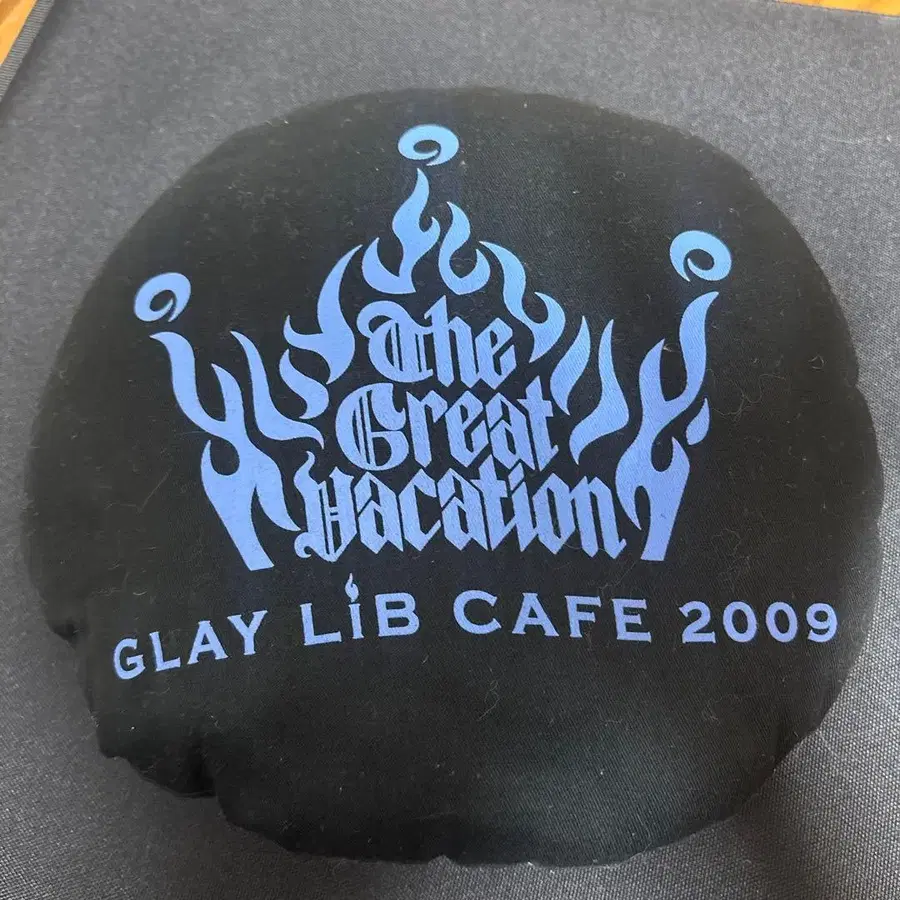 The
Great
Vacation
GLAY LiB CAFE 2009